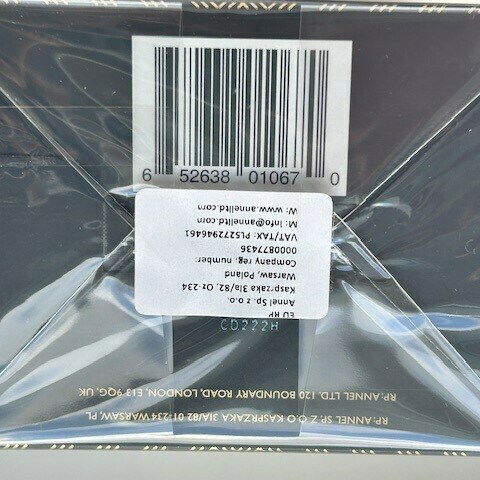 6 52638 01067 0
EU RP
Annel Sp. z o.o.
Kasprzaka 31a/82, Oz-234
Warsaw, Poland
Company reg. number:
0000877436
VAT/TAX: PL5272946461
M: Info@annelltd.com
W: www.annelltd.com
CD222H
RP: ANNEL LTD, 120 BOUNDARY ROAD, LONDON, E13 9QG, UK
RP: ANNEL SP. Z O.O KASPRZAKA 31A/82 01-234 WARSAW, PL